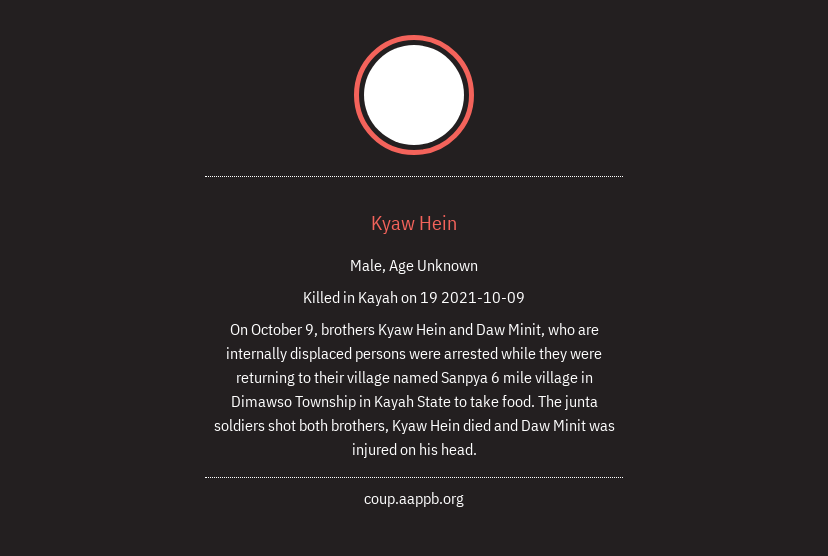 Kyaw Hein
Male, Age Unknown
Killed in Kayah on 19 2021-10-09
On October 9, brothers Kyaw Hein and Daw Minit, who are
internally displaced persons were arrested while they were
returning to their village named Sanpya 6 mile village in
Dimawso Township in Kayah State to take food. The junta
soldiers shot both brothers, Kyaw Hein died and Daw Minit was
injured on his head.
coup.aappb.org